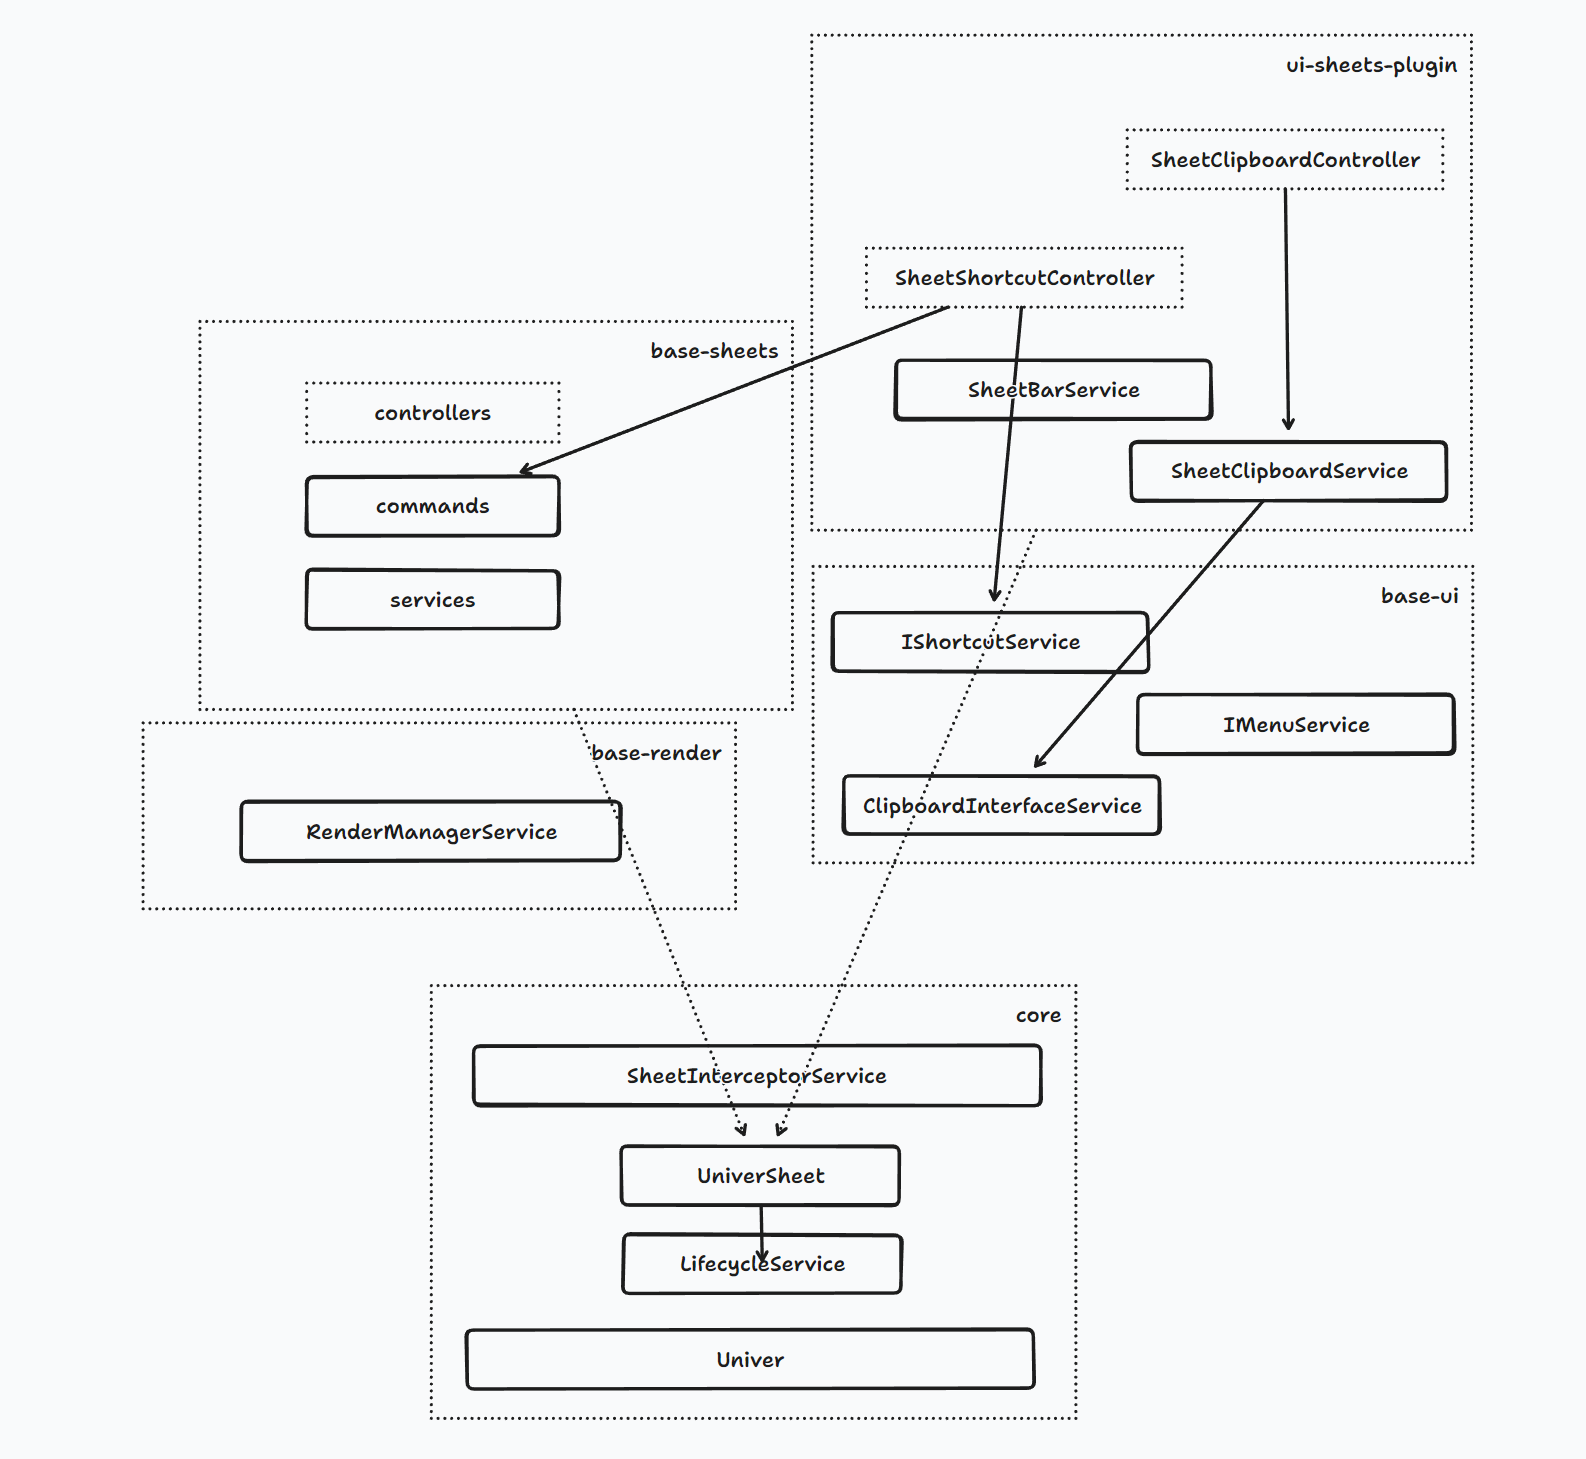 ui-sheets-plugin
SheetClipboardController
SheetShortcutController
base-sheets
SheetBarService
controllers
SheetClipboardService
commands
base-ui
services
IShortcutService
IMenuService
base-render
ClipboardInterfaceService
RenderManagerService
core
SheetInterceptorService
UniverSheet
LifecycleService
Univer